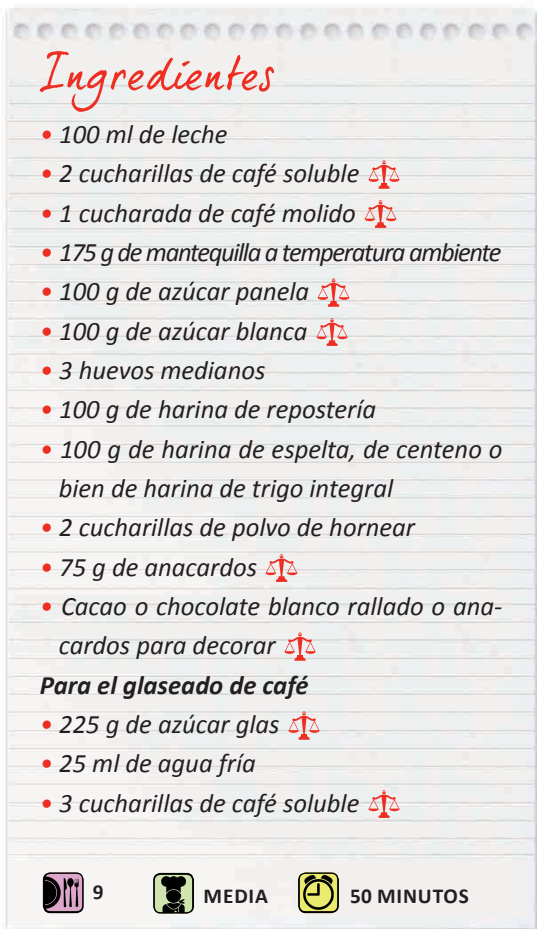 Ingredientes
• 100 ml de leche
• 2 cucharillas de café soluble
• 1 cucharada de café molido
• 175 g de mantequilla a temperatura ambiente
• 100 g de azúcar panela
• 100 g de azúcar blanca
• 3 huevos medianos
• 100 g de harina de repostería
• 100 g de harina de espelta, de centeno o
bien de harina de trigo integral
• 2 cucharillas de polvo de hornear
• 75 g de anacardos
• Cacao o chocolate blanco rallado o ana-
cardos para decorar
Para el glaseado de café
• 225 g de azúcar glas
• 25 ml de agua fría
• 3 cucharillas de café soluble
9 MEDIA 50 MINUTOS